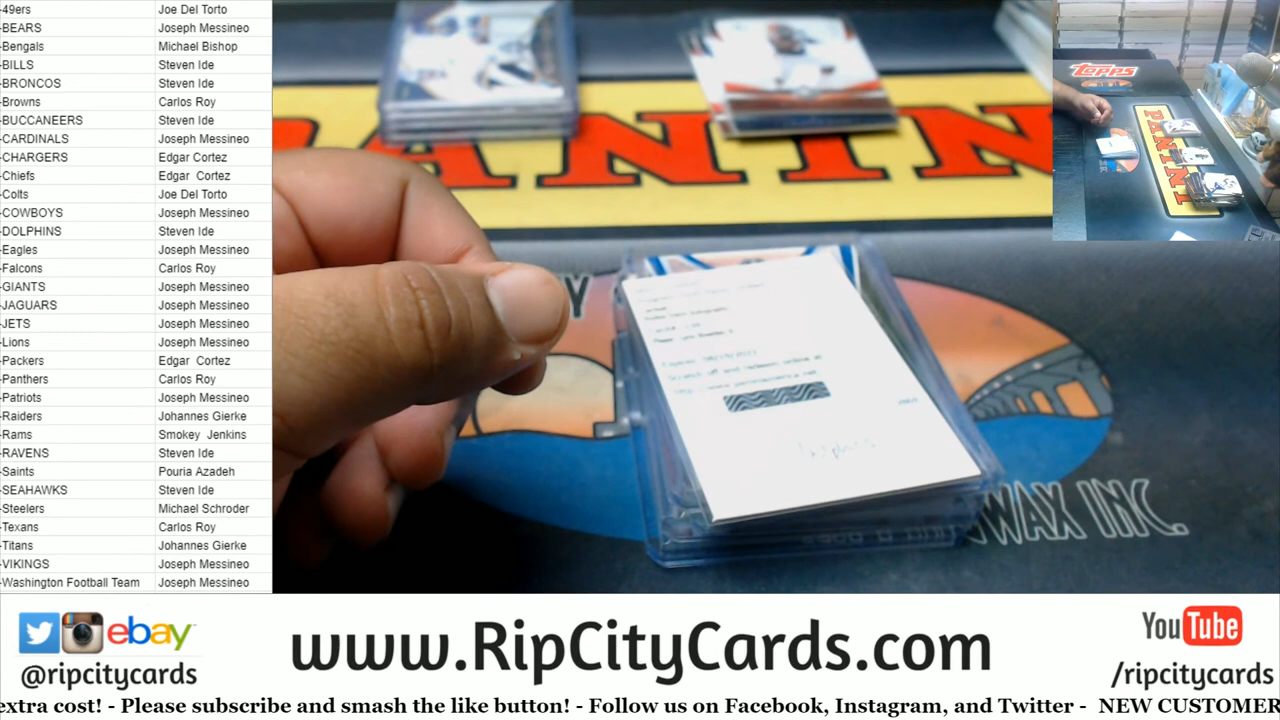 -49ers Joe Del Torto
-BEARS Joseph Messineo
-Bengals Michael Bishop
-BILLS Steven Ide
-BRONCOS Steven Ide
-Browns Carlos Roy
-BUCCANEERS Steven Ide
-CARDINALS Joseph Messineo
-CHARGERS Edgar Cortez
-Chiefs Edgar Cortez
-Colts Joe Del Torto
-COWBOYS Joseph Messineo
-DOLPHINS Steven Ide
-Eagles Joseph Messineo
-Falcons Carlos Roy
-GIANTS Joseph Messineo
-JAGUARS Joseph Messineo
-JETS Joseph Messineo
-Lions Joseph Messineo
-Packers Edgar Cortez
-Panthers Carlos Roy
-Patriots Joseph Messineo
-Raiders Johannes Gierke
-Rams Smokey Jenkins
-RAVENS Steven Ide
-Saints Pouria Azadeh
-SEAHAWKS Steven Ide
-Steelers Michael Schroder
-Texans Carlos Roy
-Titans Johannes Gierke
-VIKINGS Joseph Messineo
-Washington Football Team Joseph Messineo
PANINI
WAX INC.
Topps
PANINI
ebay
@ripcitycards
www.RipCityCards.com
YouTube
/ripcitycards
extra cost! - Please subscribe and smash the like button! - Follow us on Facebook, Instagram, and Twitter - NEW CUSTOMER